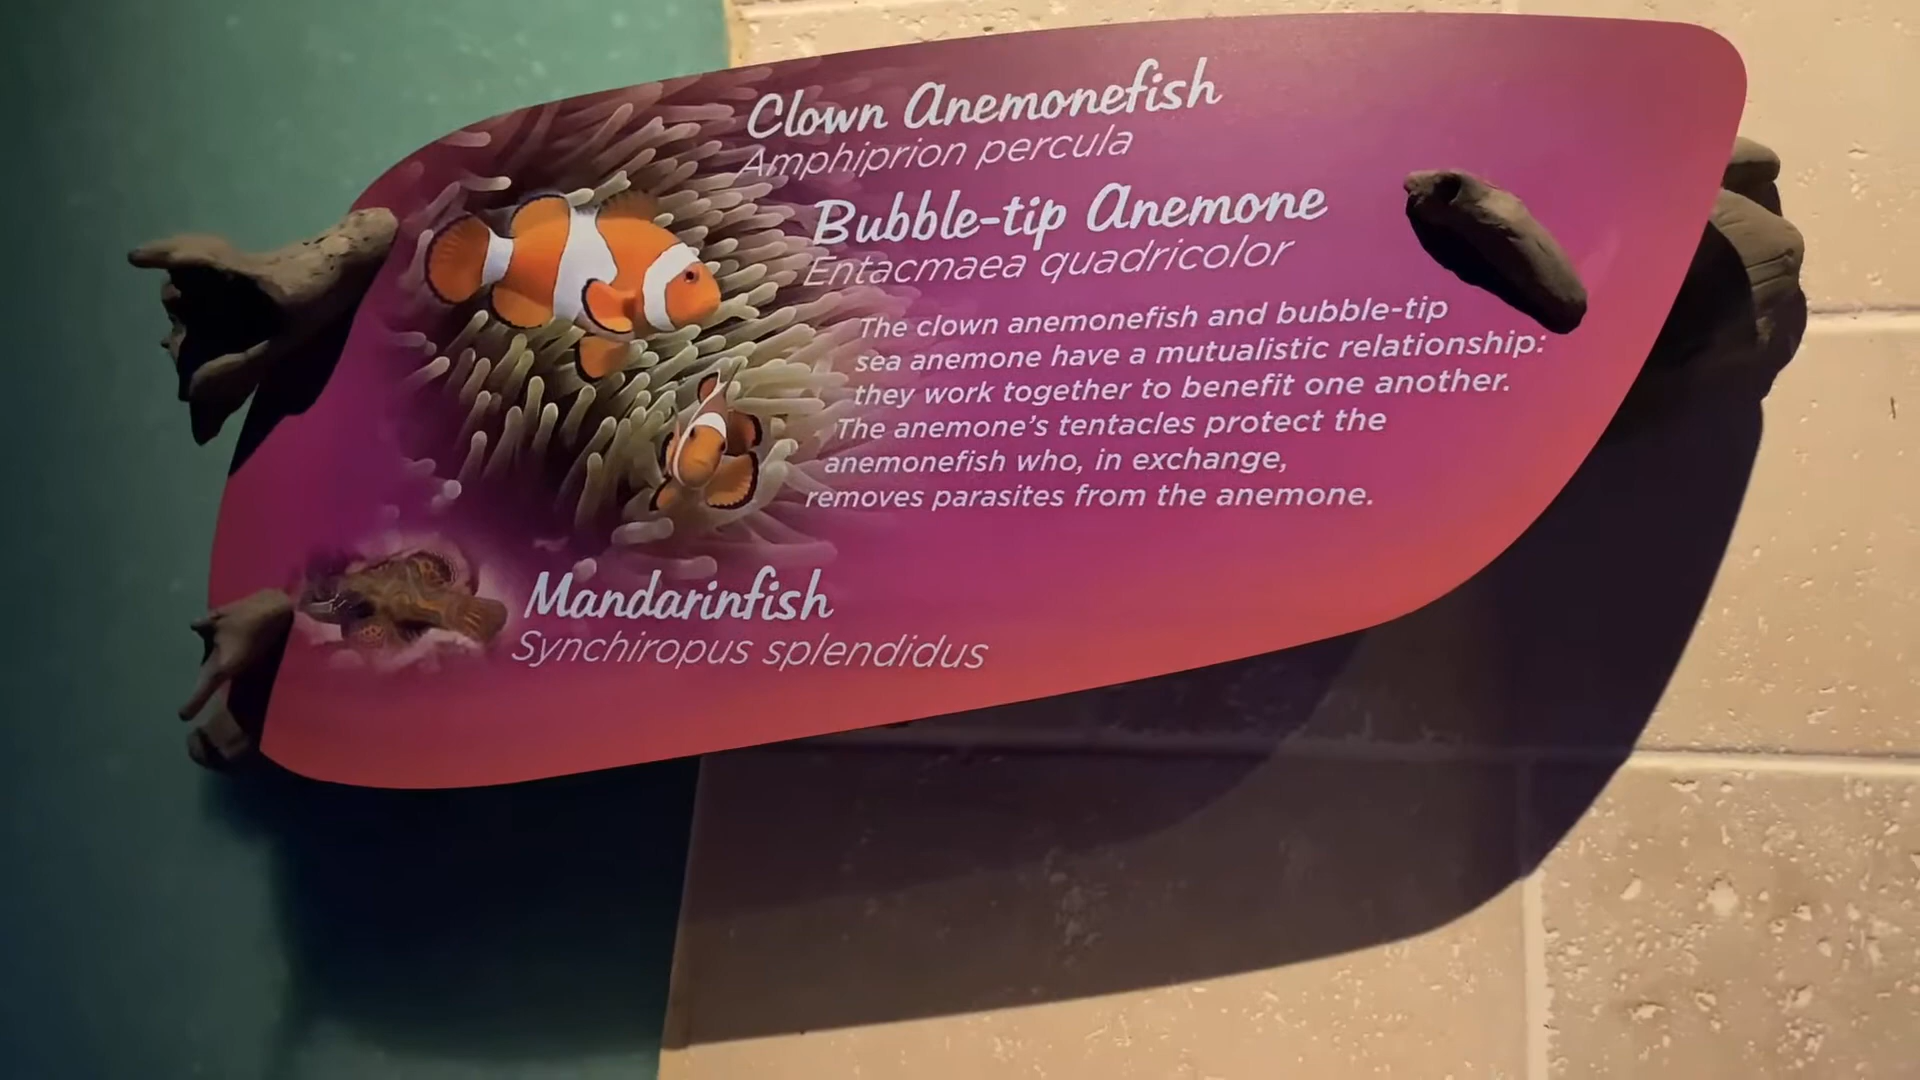 Clown Anemonefish
Amphiprion percula
Bubble-tip Anemone
Entacmaea quadricolor
The clown anemonefish and bubble-tip
sea anemone have a mutualistic relationship:
they work together to benefit one another.
The anemone's tentacles protect the
anemonefish who, in exchange,
removes parasites from the anemone.
Mandarinfish
Synchiropus splendidus